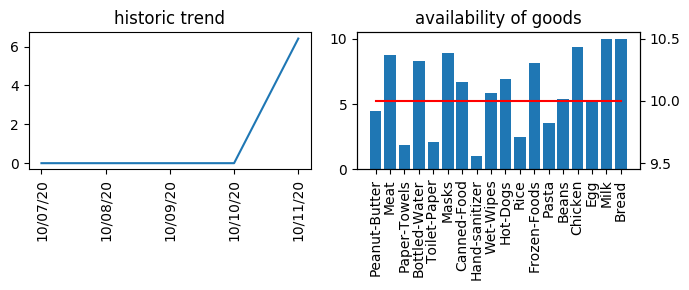 historic trend
6
4
2
0
10/07/20
10/08/20
10/09/20
10/10/20
10/11/20
availability of goods
10
5
0
10.5
10.0
9.5
Peanut-Butter
Meat
Paper-Towels
Bottled-Water
Toilet-Paper
Masks
Canned-Food
Hand-sanitizer
Wet-Wipes
Hot-Dogs
Rice
Frozen-Foods
Pasta
Beans
Chicken
Egg
Milk
Bread